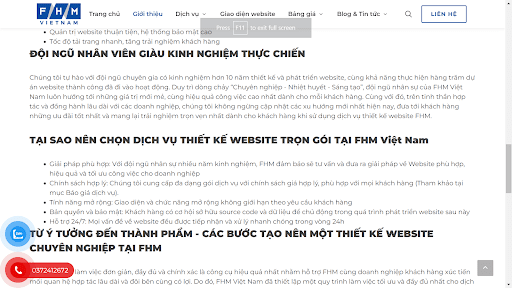 FHM
VIETNAM
Trang chủ Giới thiệu Dịch vụ Giao diện website Bảng giá Blog & Tin tức LIÊN HỆ
Press F11 to exit full screen
Quản trị website thuận tiện, hệ thống bảo mật cao
Tốc độ tải trang nhanh, tăng trải nghiệm khách hàng
ĐỘI NGŨ NHÂN VIÊN GIÀU KINH NGHIỆM THỰC CHIẾN
Chúng tôi tự hào với đội ngũ chuyên gia có kinh nghiệm hơn 10 năm thiết kế và phát triển website, cùng khả năng thực hiện hàng trăm dự
án website thành công đã đi vào hoạt động. Duy trì dòng chảy "Chuyên nghiệp - Nhiệt huyết - Sáng tạo", đội ngũ nhân sự của FHM
Việt Nam luôn hướng tới những giá trị mới mẻ, cùng hiệu quả công việc cao nhất dành cho mỗi khách hàng. Cùng với đó, trên tinh thần hợp
tác và đồng hành lâu dài với các doanh nghiệp, chúng tôi không ngừng cập nhật các xu hướng mới nhất hiện nay, đưa tới khách hàng
những ưu đãi tốt nhất và mang lại trải nghiệm trọn vẹn nhất dành cho khách hàng khi sử dụng dịch vụ thiết kế website FHM.
TẠI SAO NÊN CHỌN DỊCH VỤ THIẾT KẾ WEBSITE TRỌN GÓI TẠI FHM Việt Nam
Giải pháp phù hợp: Với đội ngũ nhân sự nhiều năm kinh nghiệm, FHM đảm bảo sẽ tư vấn và đưa ra giải pháp về Website phù hợp,
hiệu quả và tối ưu công việc cho doanh nghiệp
Chính sách hợp lý: Chúng tôi cung cấp đa dạng gói dịch vụ với chính sách giá hợp lý, phù hợp với mọi khách hàng (Tham khảo tại
mục Báo giá dịch vụ).
Tính năng mở rộng: Giao diện và chức năng mở rộng không giới hạn theo yêu cầu khách hàng
Bản quyền và bảo mật: Khách hàng có cơ hội sở hữu source code và dữ liệu để chủ động trong quá trình phát triển website sau này
Hỗ trợ 24/7: Mọi vấn đề về website đều được tiếp nhận và xử lý nhanh chóng trong vòng 24h
TỪ Ý TƯỞNG ĐẾN THÀNH PHẨM - CÁC BƯỚC TẠO NÊN MỘT THIẾT KẾ WEBSITE
CHUYÊN NGHIỆP TẠI FHM
Zalo
0372412672
làm việc đơn giản, đầy đủ và chính xác là công cụ hiệu quả nhằm hỗ trợ FHM cùng doanh nghiệp khách hàng xúc tiến
mối quan hệ hợp tác lâu dài và đôi bên cùng có lợi. Do đó, FHM Việt Nam đã thiết lập một quy trình làm việc tối ưu và đầy đủ nhất cho dịch